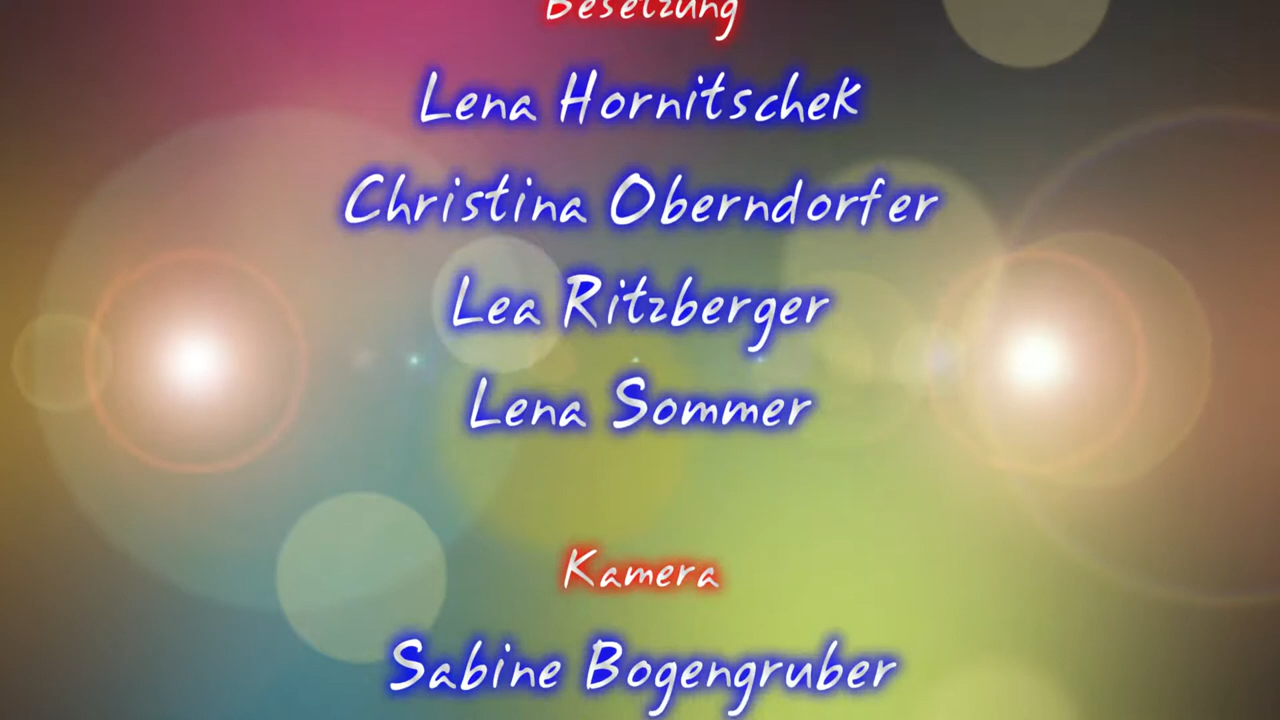 Besetzung
Lena Hornitschek
Christina Oberndorfer
Lea Ritzberger
Lena Sommer
Kamera
Sabine Bogengruber